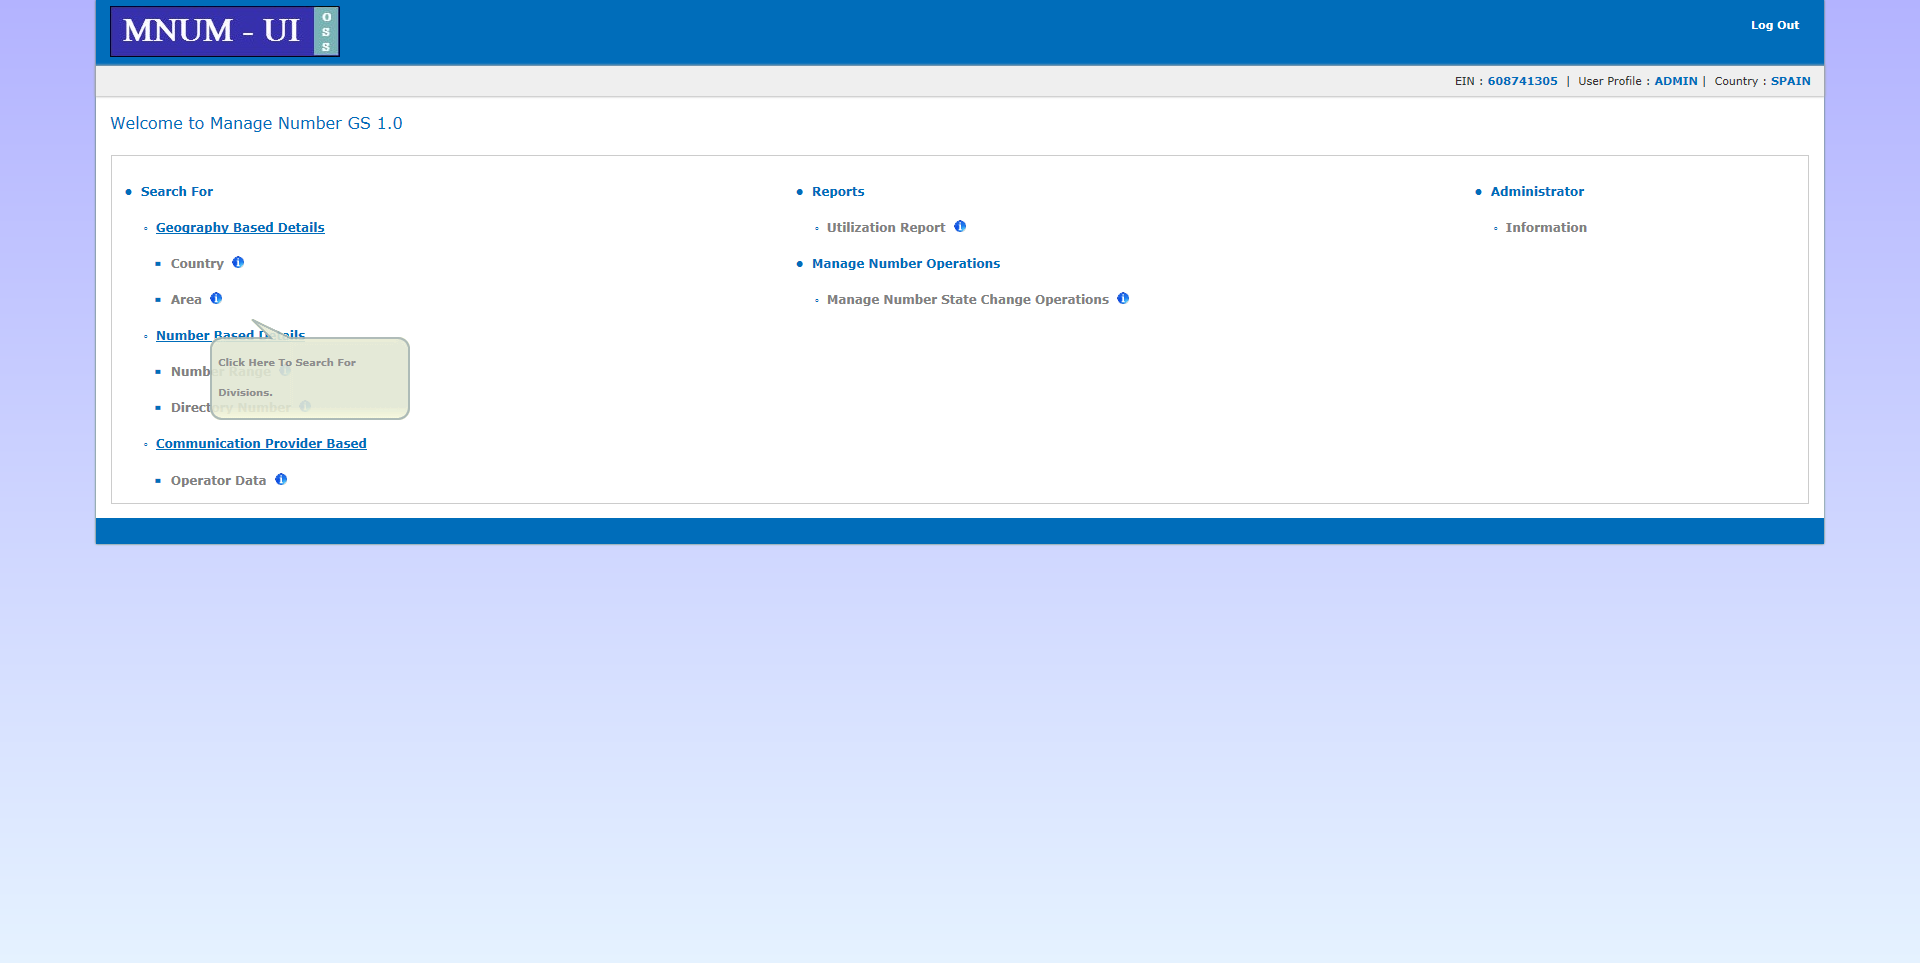 MNUM - UI
OSS
Log Out
EIN : 608741305 | User Profile : ADMIN | Country : SPAIN
Welcome to Manage Number GS 1.0
Search For
Geography Based Details
Country
Area
Number Based Details
Number Range
Directory Number
Click Here To Search For
Divisions.
Communication Provider Based
Operator Data
Reports
Utilization Report
Manage Number Operations
Manage Number State Change Operations
Administrator
Information